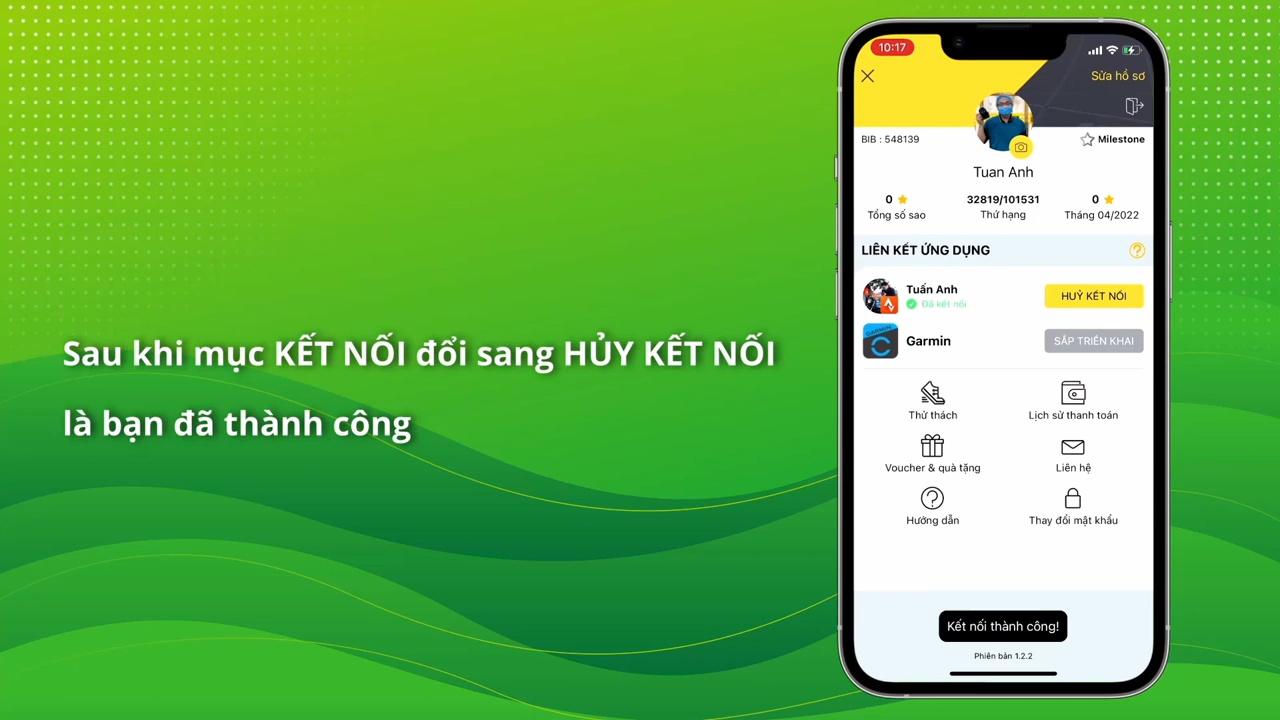 Sau khi mục KẾT NỐI đổi sang HỦY KẾT NỐI
là bạn đã thành công
10:17
Sửa hồ sơ
BIB : 548139
Milestone
Tuan Anh
0
32819/101531
0
Tổng số sao
Thứ hạng
Tháng 04/2022
LIÊN KẾT ỨNG DỤNG
Tuấn Anh
Đã kết nối
HUỶ KẾT NỐI
GARMIN
Garmin
SẮP TRIỂN KHAI
Thử thách
Lịch sử thanh toán
Voucher & quà tặng
Liên hệ
Hướng dẫn
Thay đổi mật khẩu
Kết nối thành công!
Phiên bản 1.2.2